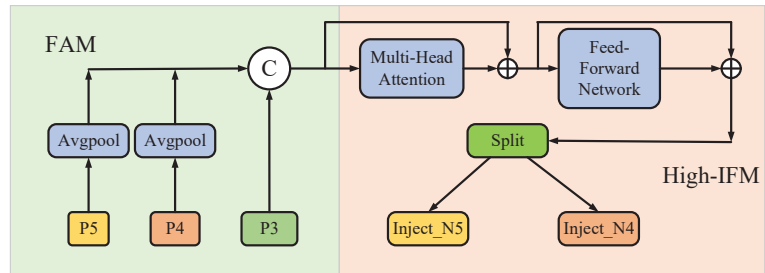 FAM
C
Multi-Head
Attention
Feed-
Forward
Network
Avgpool
Avgpool
Split
High-IFM
P5
P4
P3
Inject_N5
Inject_N4